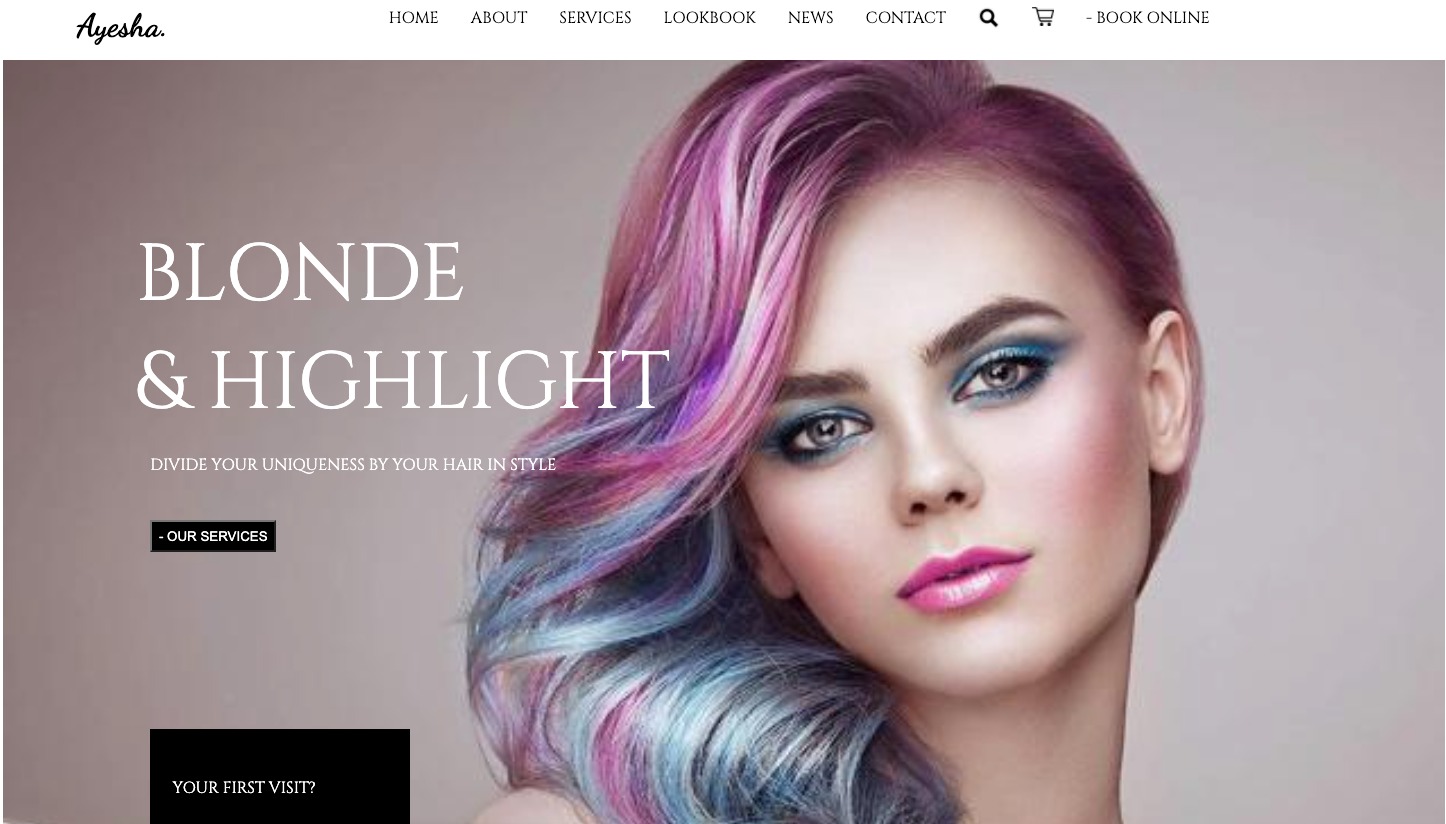 Ayesha.
HOME ABOUT SERVICES LOOKBOOK NEWS CONTACT - BOOK ONLINE
BLONDE
& HIGHLIGHT
DIVIDE YOUR UNIQUENESS BY YOUR HAIR IN STYLE
- OUR SERVICES
YOUR FIRST VISIT?